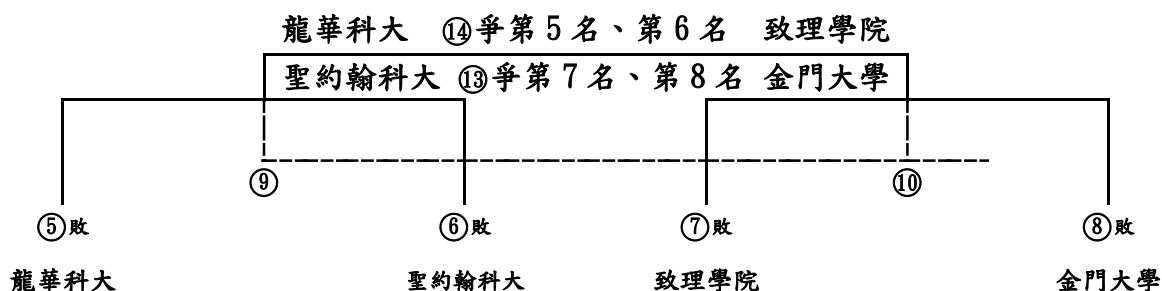 龍華科大 ⑭爭第5名、第6名 致理學院
聖約翰科大 ⑬爭第7名、第8名 金門大學
⑨ ⑩
⑤敗 ⑥敗 ⑦敗 ⑧敗
龍華科大 聖約翰科大 致理學院 金門大學